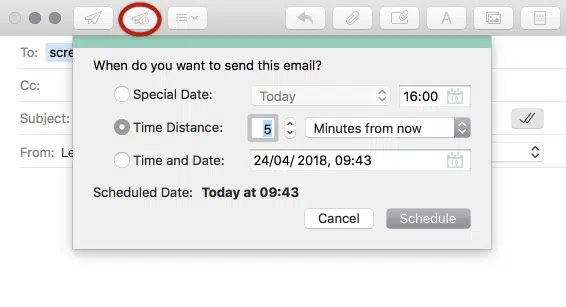 To: scre
When do you want to send this email?
Cc:
Special Date: Today 16:00
Subject:
Time Distance: 5 Minutes from now
From: Le
Time and Date: 24/04/ 2018, 09:43
Scheduled Date: Today at 09:43
Cancel Schedule